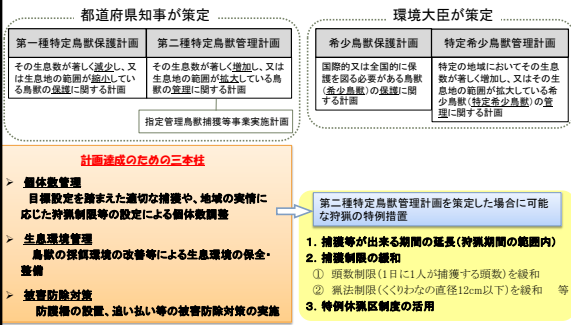 都道府県知事が策定
第一種特定鳥獣保護計画
その生息数が著しく減少し、又
は生息地の範囲が縮小してい
る鳥獣の保護に関する計画
第二種特定鳥獣管理計画
その生息数が著しく増加し、又は
生息地の範囲が拡大している鳥
獣の管理に関する計画
指定管理鳥獣捕獲等事業実施計画
環境大臣が策定
希少鳥獣保護計画
国際的又は全国的に保
護を図る必要がある鳥獣
(希少鳥獣)の保護に関
する計画
特定希少鳥獣管理計画
特定の地域においてその生息
数が著しく増加し、又はその生
息地の範囲が拡大している希
少鳥獣(特定希少鳥獣)の管
理に関する計画
計画達成のための三本柱
➢ 個体数管理
目標設定を踏まえた適切な捕獲や、地域の実情に
応じた狩猟制限等の設定による個体数調整
➢ 生息環境管理
鳥獣の採餌環境の改善等による生息環境の保全・
整備
➢ 被害防除対策
防護柵の設置、追い払い等の被害防除対策の実施
第二種特定鳥獣管理計画を策定した場合に可能
な狩猟の特例措置
1. 捕獲等が出来る期間の延長(狩猟期間の範囲内)
2. 捕獲制限の緩和
① 頭数制限(1日に1人が捕獲する頭数)を緩和
② 猟法制限(くくりわなの直径12cm以下)を緩和 等
3. 特例休猟区制度の活用